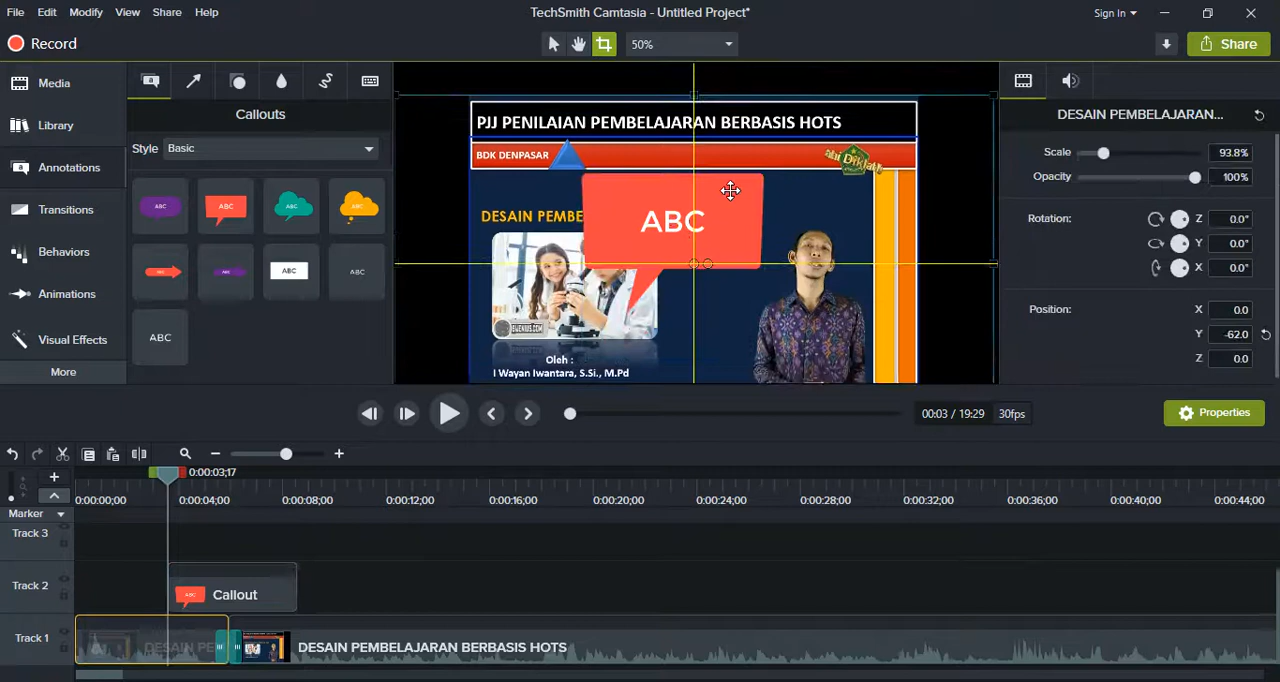 File Edit Modify View Share Help
TechSmith Camtasia - Untitled Project*
Sign In
Record
50%
Share
Media
Library
Annotations
Transitions
Behaviors
Animations
Visual Effects
More
Callouts
Style Basic
ABC ABC ABC ABC
ABC ABC
ABC
PJJ PENILAIAN PEMBELAJARAN BERBASIS HOTS
BDK DENPASAR
DESAIN PEMBE
ABC
Oleh :
I Wayan Iwantara, S.Si., M.Pd
DESAIN PEMBELAJARAN...
Scale 93.8%
Opacity 100%
Rotation: Z 0.0°
Y 0.0°
X 0.0°
Position: X 0.0
Y -62.0
Z 0.0
00:03 / 19:29 30fps
Properties
0:00:03;17
0:00:00;00 0:00:04;00 0:00:08;00 0:00:12;00 0:00:16;00 0:00:20;00 0:00:24;00 0:00:28;00 0:00:32;00 0:00:36;00 0:00:40;00 0:00:44;00
Marker
Track 3
Track 2
Callout
Track 1
DESAIN PE
DESAIN PEMBELAJARAN BERBASIS HOTS